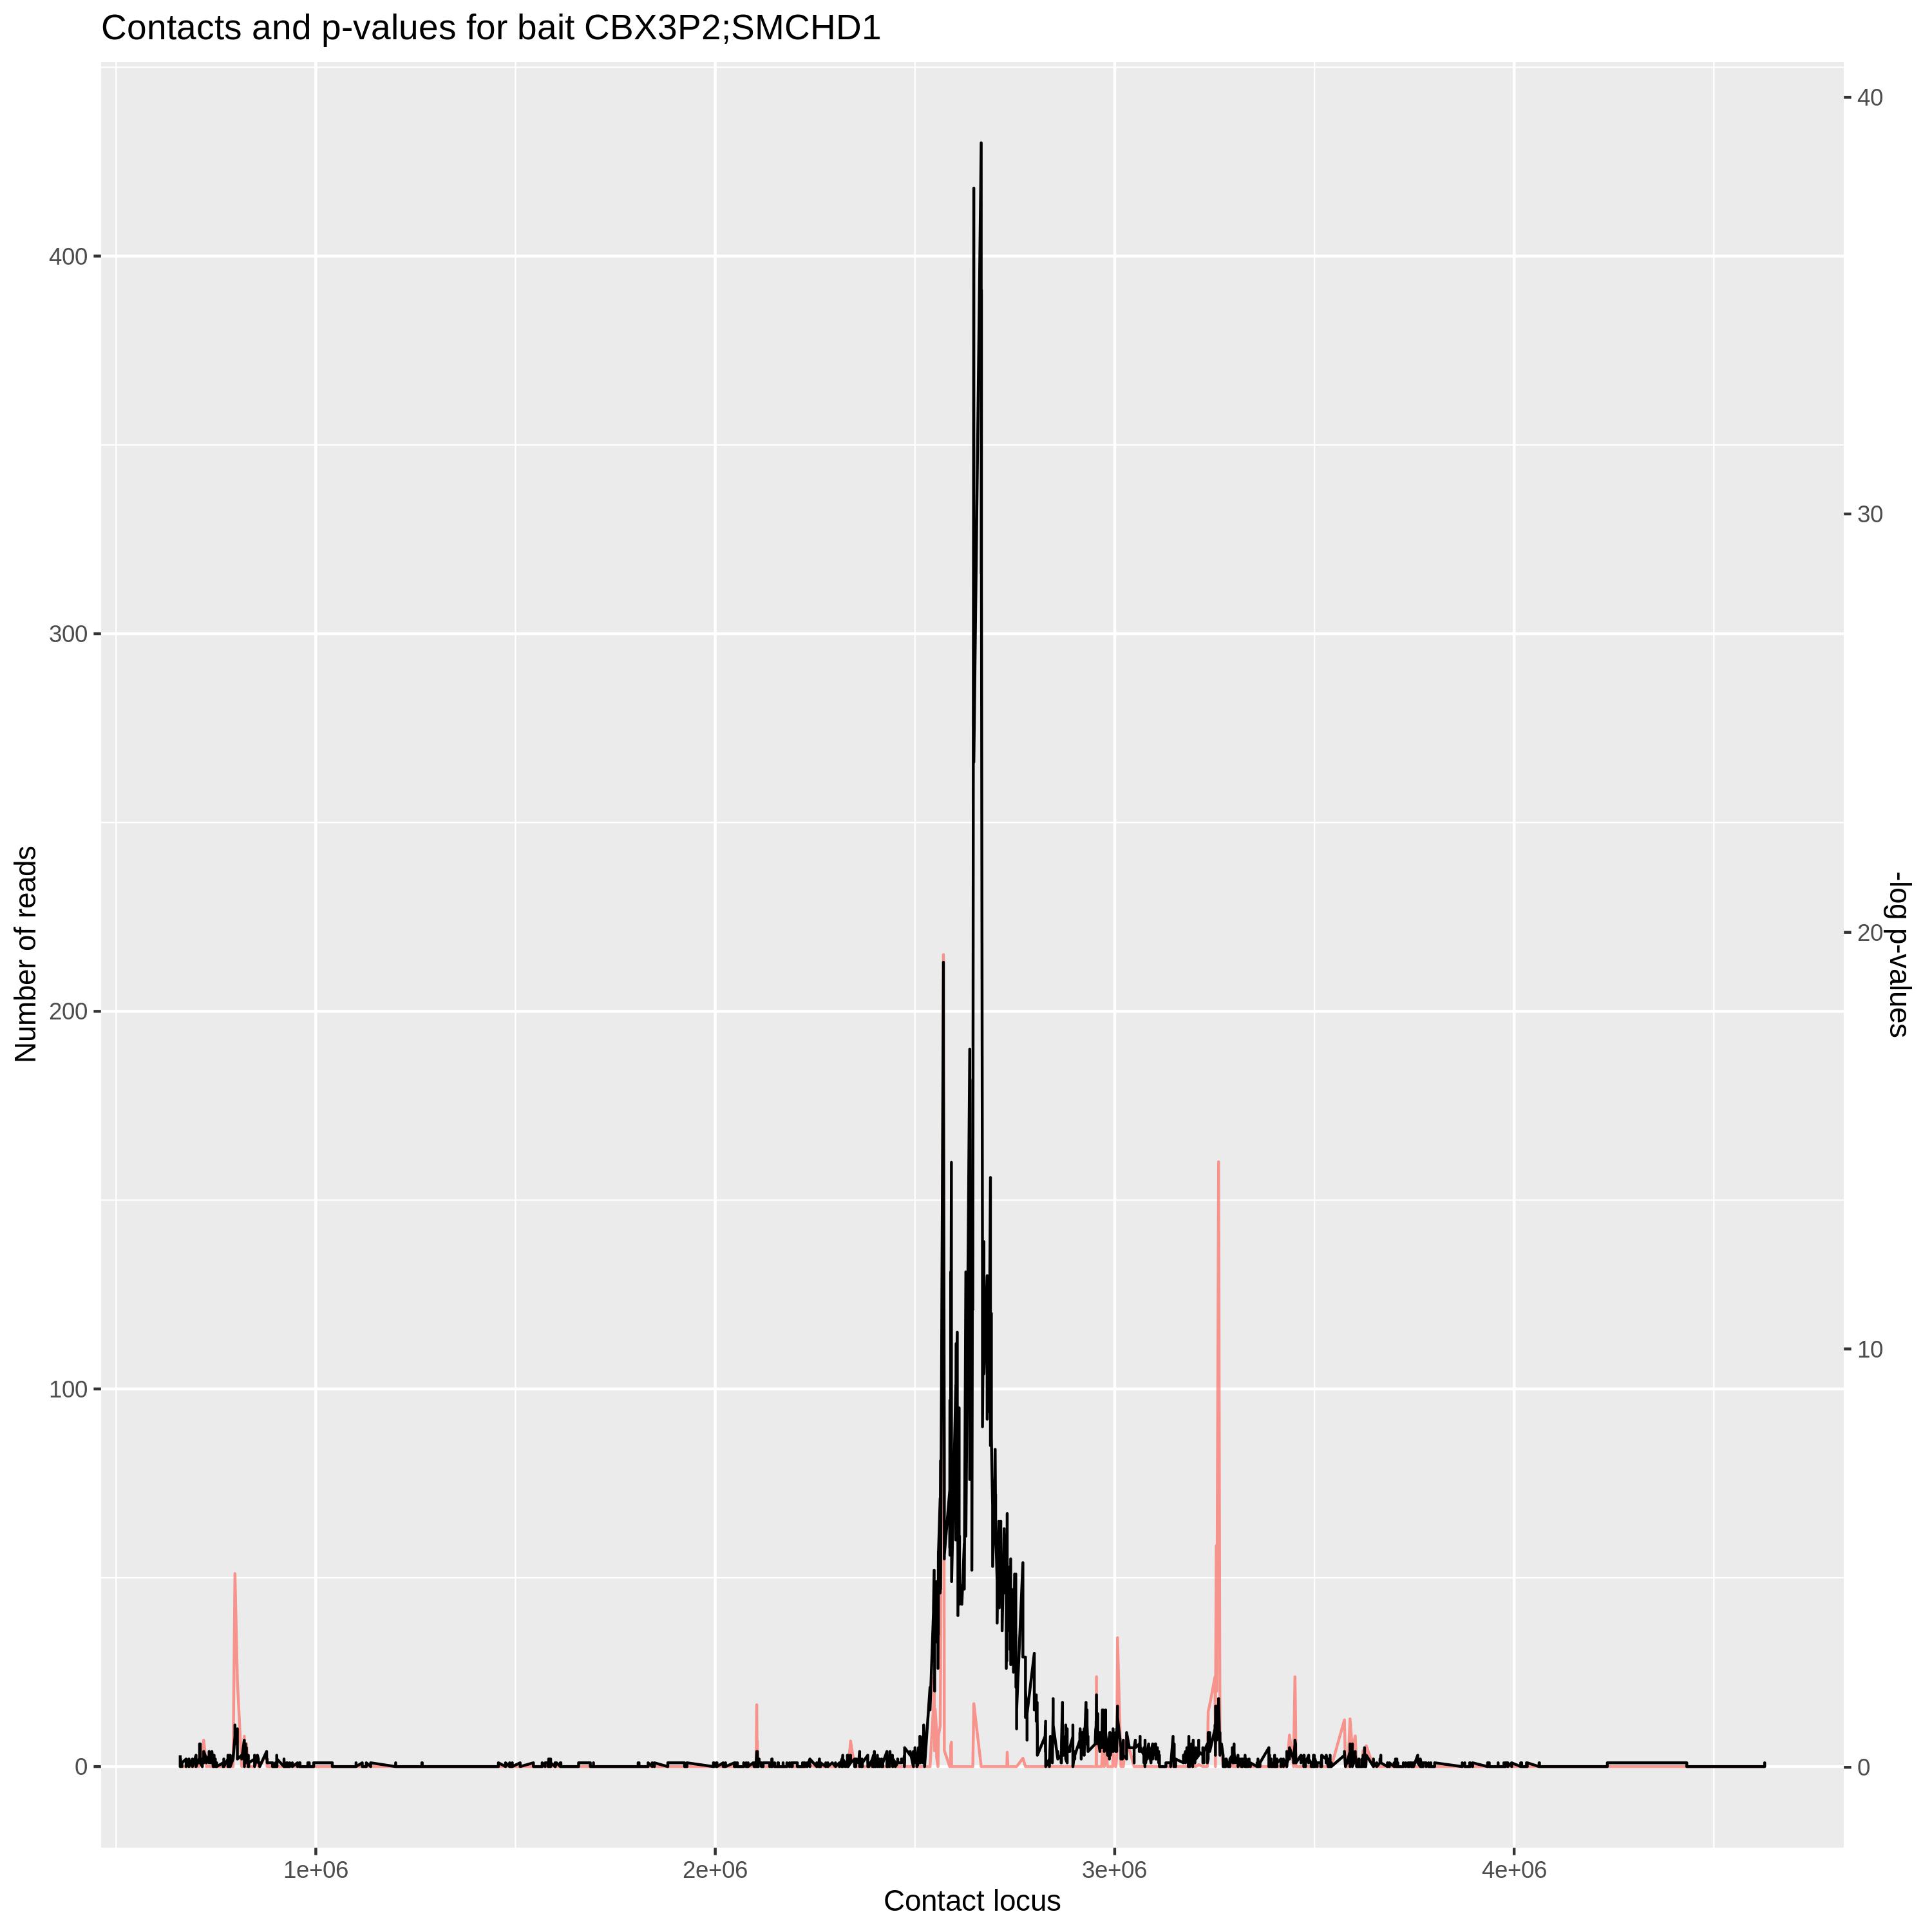 Contacts and p-values for bait CBX3P2;SMCHD1
Number of reads
400
300
200
100
0
40
30
20
10
0
-log p-values
1e+06
2e+06
3e+06
4e+06
Contact locus